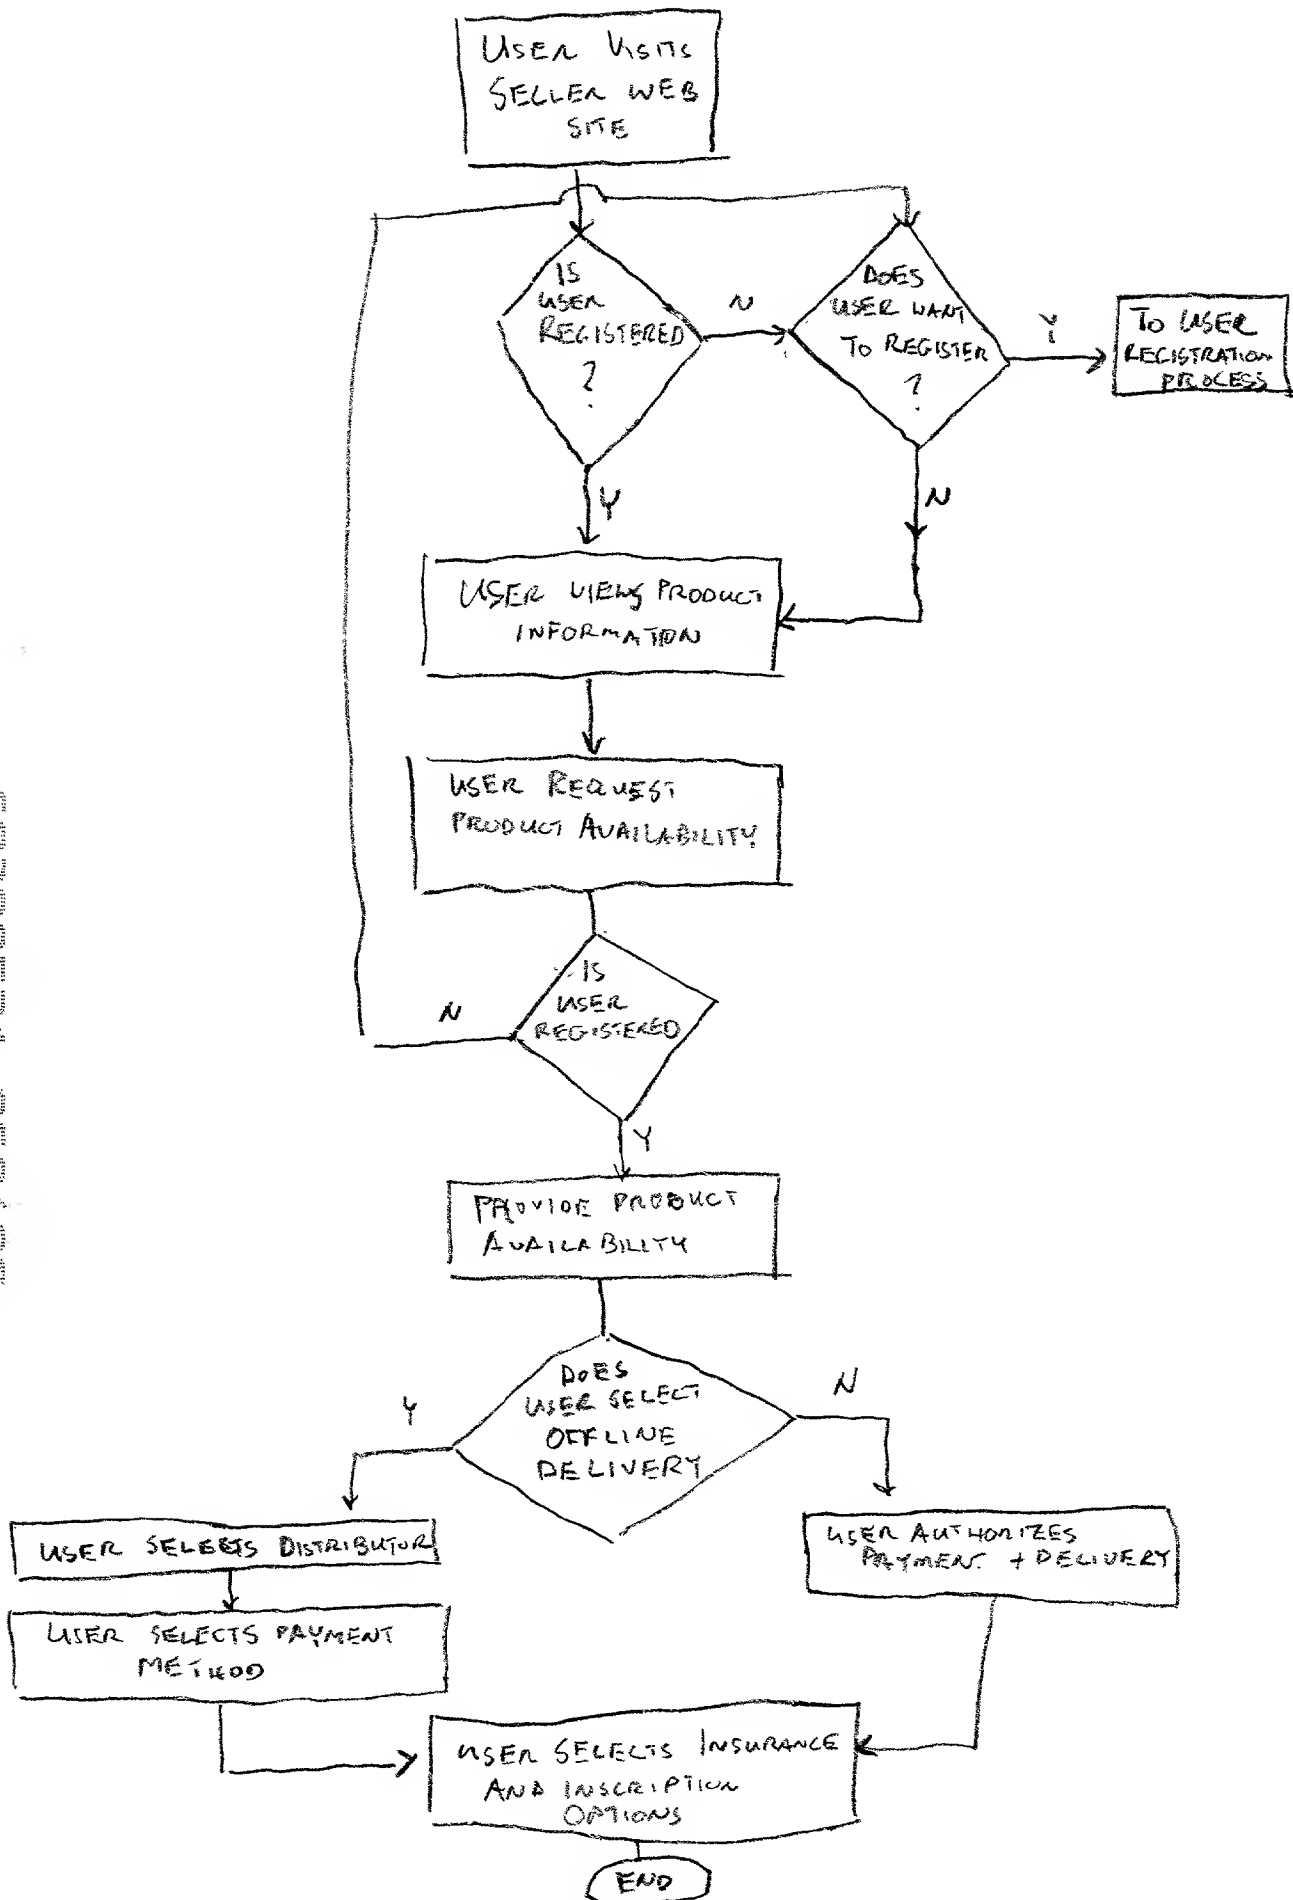 USER VISITS
SELLER WEB
SITE
IS
USER
REGISTERED
?
N
DOES
USER WANT
TO REGISTER
?
Y
TO USER
REGISTRATION
PROCESS
Y
N
USER VIEWS PRODUCT
INFORMATION
USER REQUEST
PRODUCT AVAILABILITY
IS
USER
REGISTERED
N
Y
PROVIDE PRODUCT
AVAILABILITY
DOES
USER SELECT
OFFLINE
DELIVERY
Y
N
USER SELECTS DISTRIBUTOR
USER SELECTS PAYMENT
METHOD
USER AUTHORIZES
PAYMENT + DELIVERY
USER SELECTS INSURANCE
AND INSCRIPTION
OPTIONS
END